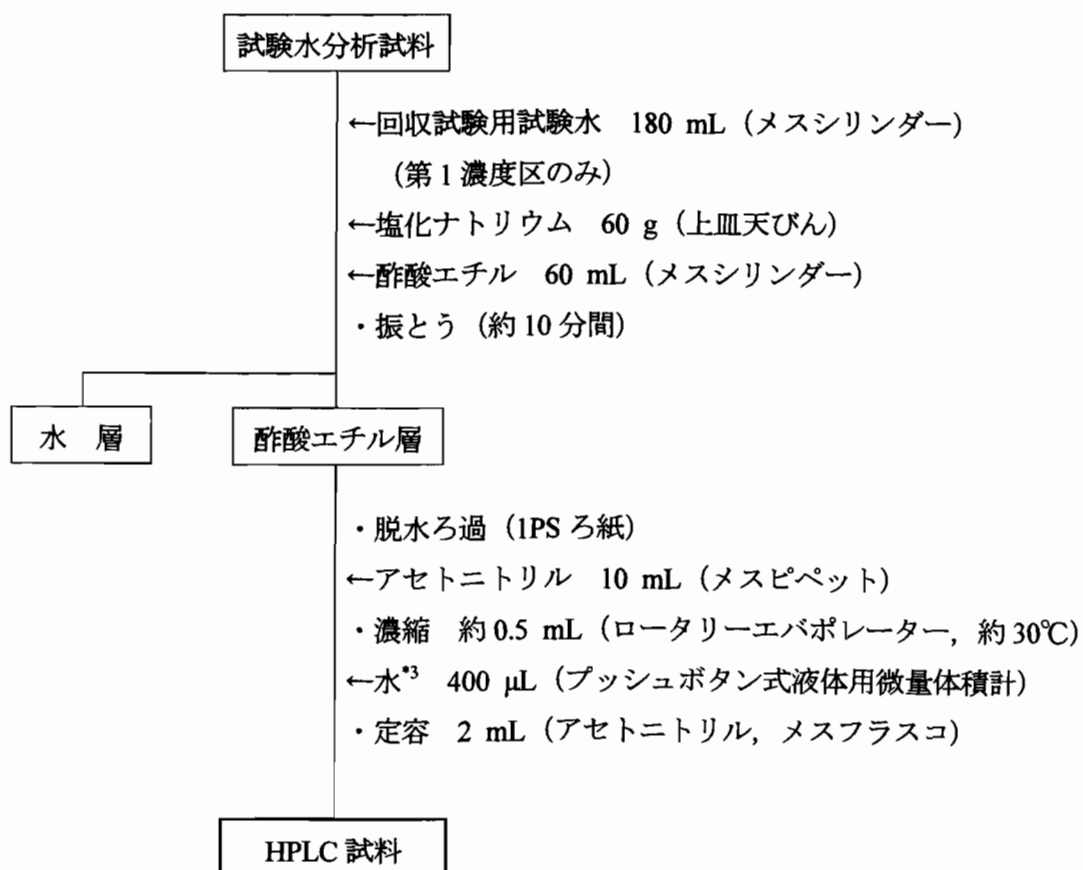 試験水分析試料
←回収試験用試験水　180 mL（メスシリンダー）
（第1濃度区のみ）
←塩化ナトリウム　60 g（上皿天びん）
←酢酸エチル　60 mL（メスシリンダー）
・振とう（約10分間）
水　層
酢酸エチル層
・脱水ろ過（1PS ろ紙）
←アセトニトリル　10 mL（メスピペット）
・濃縮　約0.5 mL（ロータリーエバポレーター，約30℃）
←水*3　400 μL（プッシュボタン式液体用微量体積計）
・定容　2 mL（アセトニトリル，メスフラスコ）
HPLC 試料